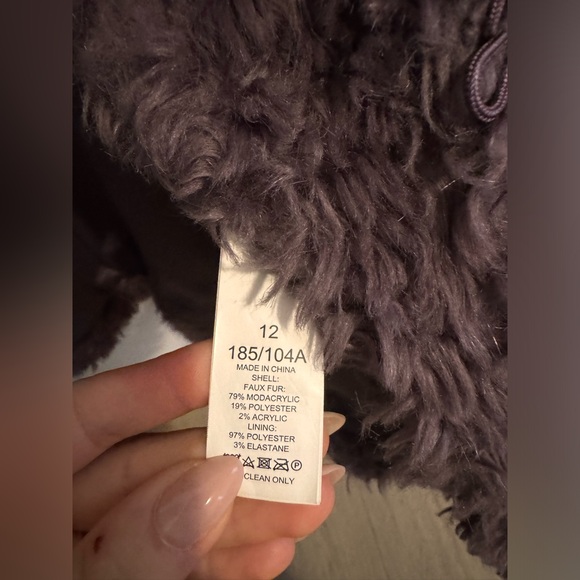 12
185/104A
MADE IN CHINA
SHELL:
FAUX FUR:
79% MODACRYLIC
19% POLYESTER
2% ACRYLIC
LINING:
97% POLYESTER
3% ELASTANE
P
CLEAN ONLY